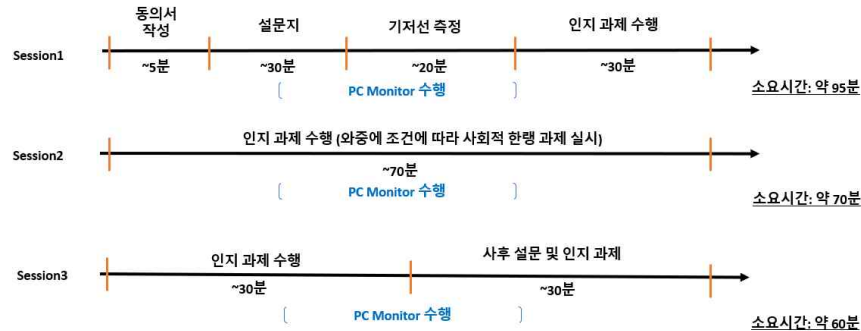 동의서
작성
설문지
기저선 측정
인지 과제 수행
Session1
~5분
~30분
~20분
~30분
PC Monitor 수행
소요시간: 약 95분
인지 과제 수행 (와중에 조건에 따라 사회적 한랭 과제 실시)
Session2
~70분
PC Monitor 수행
소요시간: 약 70분
인지 과제 수행
사후 설문 및 인지 과제
Session3
~30분
~30분
PC Monitor 수행
소요시간: 약 60분